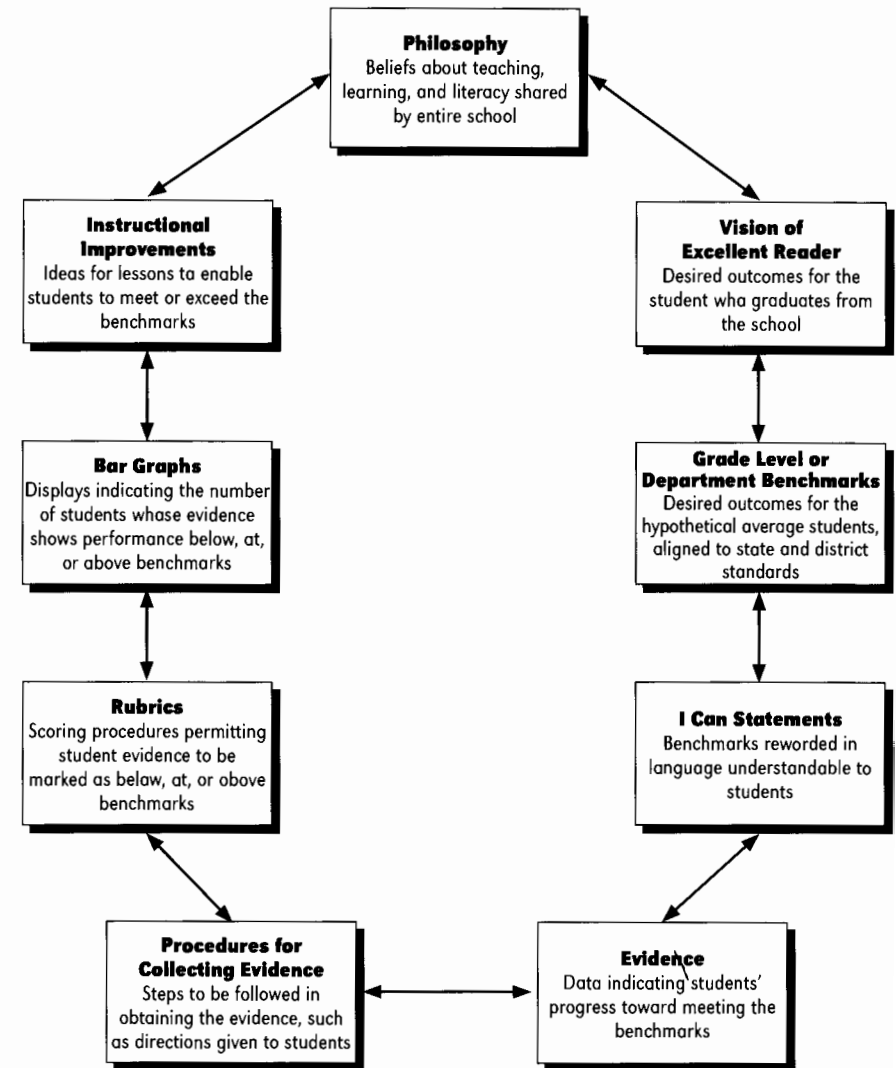 Philosophy
Beliefs about teaching,
learning, and literacy shared
by entire school
Instructional
Improvements
Ideas for lessons ta enable
students to meet or exceed the
benchmarks
Vision of
Excellent Reader
Desired outcomes for the
student wha graduates from
the school
Bar Graphs
Displays indicating the number
of students whase evidence
shows performance below, at,
or above benchmarks
Grade Level or
Department Benchmarks
Desired outcomes for the
hypothetical average students,
aligned to state and district
standards
Rubrics
Scoring procedures permitting
student evidence to be
marked as belaw, at, or obove
benchmarks
I Can Statements
Benchmarks reworded in
language understandable to
students
Procedures for
Collecting Evidence
Steps to be followed in
obtaining the evidence, such
as directions given to students
Evidence
Data indicating students'
progress toward meeting the
benchmarks